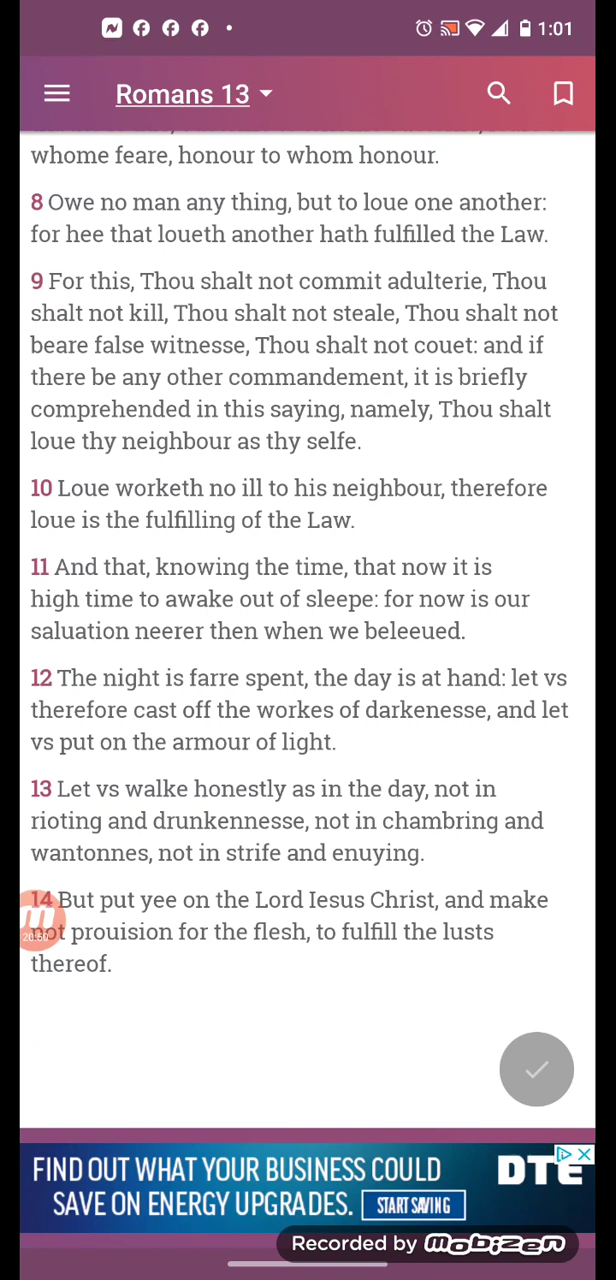 1:01
Romans 13
whome feare, honour to whom honour.
8 Owe no man any thing, but to loue one another:
for hee that loueth another hath fulfilled the Law.
9 For this, Thou shalt not commit adulterie, Thou
shalt not kill, Thou shalt not steale, Thou shalt not
beare false witnesse, Thou shalt not couet: and if
there be any other commandement, it is briefly
comprehended in this saying, namely, Thou shalt
loue thy neighbour as thy selfe.
10 Loue worketh no ill to his neighbour, therefore
loue is the fulfilling of the Law.
11 And that, knowing the time, that now it is
high time to awake out of sleepe: for now is our
saluation neerer then when we beleeued.
12 The night is farre spent, the day is at hand: let vs
therefore cast off the workes of darkenesse, and let
vs put on the armour of light.
13 Let vs walke honestly as in the day, not in
rioting and drunkennesse, not in chambring and
wantonnes, not in strife and enuying.
14 But put yee on the Lord Iesus Christ, and make
not prouision for the flesh, to fulfill the lusts
thereof.
FIND OUT WHAT YOUR BUSINESS COULD
SAVE ON ENERGY UPGRADES. START SAVING
DTE
Recorded by mobizen